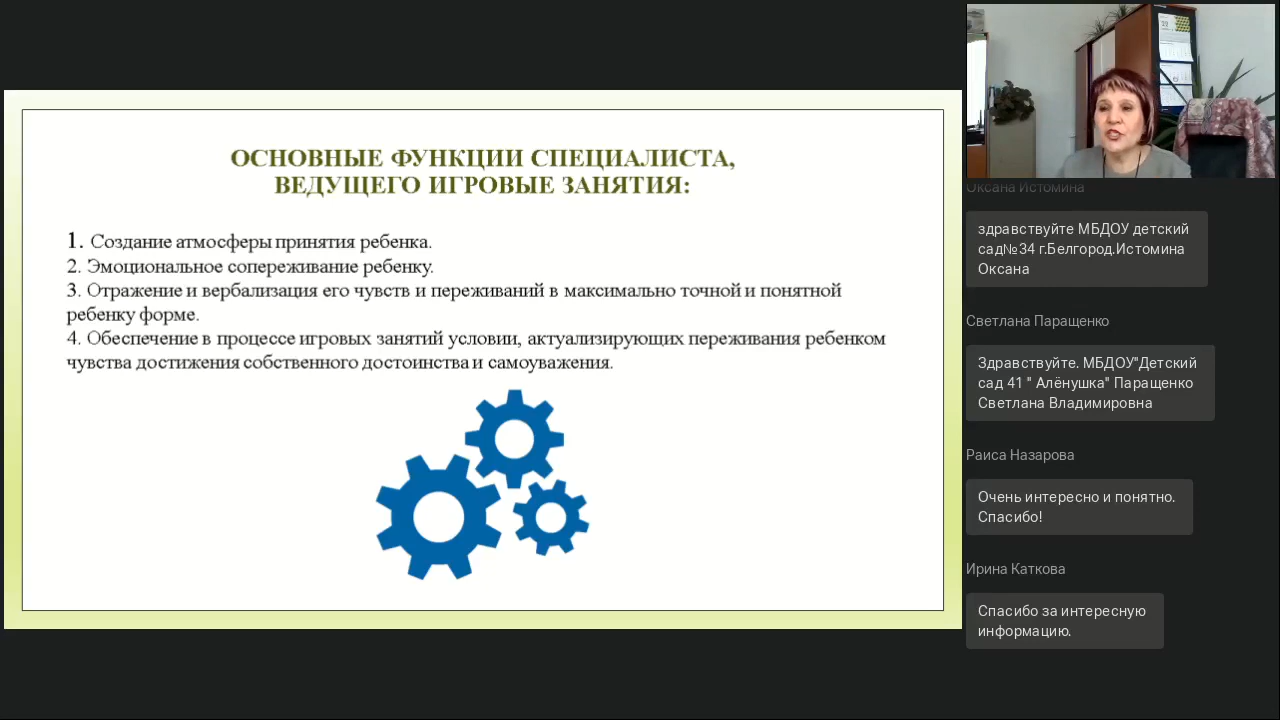 ОСНОВНЫЕ ФУНКЦИИ СПЕЦИАЛИСТА,
ВЕДУЩЕГО ИГРОВЫЕ ЗАНЯТИЯ:
1. Создание атмосферы принятия ребенка.
2. Эмоциональное сопереживание ребенку.
3. Отражение и вербализация его чувств и переживаний в максимально точной и понятной
ребенку форме.
4. Обеспечение в процессе игровых занятий условии, актуализирующих переживания ребенком
чувства достижения собственного достоинства и самоуважения.
Оксана Истомина
здравствуйте МБДОУ детский
сад№34 г.Белгород.Истомина
Оксана
Светлана Паращенко
Здравствуйте. МБДОУ"Детский
сад 41 " Алёнушка" Паращенко
Светлана Владимировна
Раиса Назарова
Очень интересно и понятно.
Спасибо!
Ирина Каткова
Спасибо за интересную
информацию.